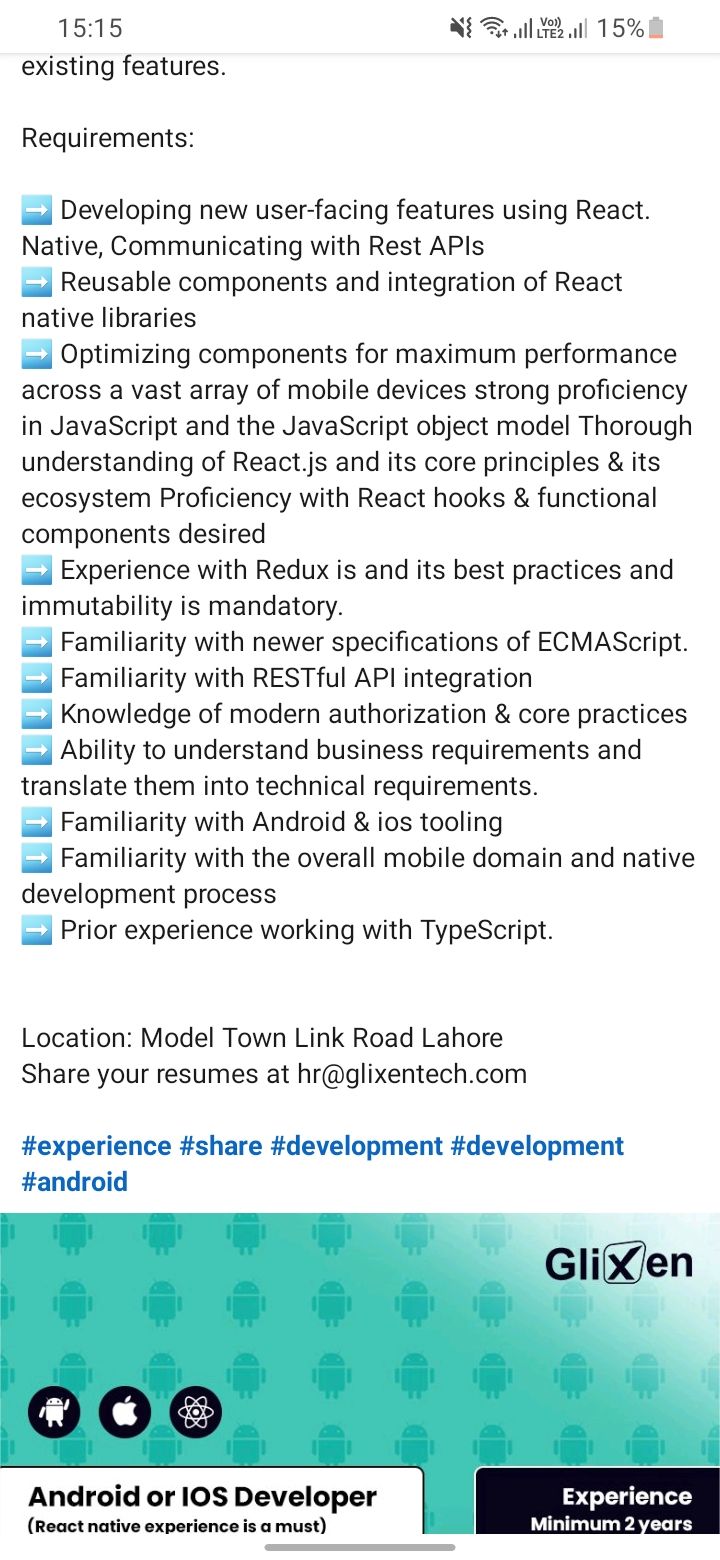 15:15
Vo))
LTE2
15%
existing features.
Requirements:
➡️ Developing new user-facing features using React.
Native, Communicating with Rest APIs
➡️ Reusable components and integration of React
native libraries
➡️ Optimizing components for maximum performance
across a vast array of mobile devices strong proficiency
in JavaScript and the JavaScript object model Thorough
understanding of React.js and its core principles & its
ecosystem Proficiency with React hooks & functional
components desired
➡️ Experience with Redux is and its best practices and
immutability is mandatory.
➡️ Familiarity with newer specifications of ECMAScript.
➡️ Familiarity with RESTful API integration
➡️ Knowledge of modern authorization & core practices
➡️ Ability to understand business requirements and
translate them into technical requirements.
➡️ Familiarity with Android & ios tooling
➡️ Familiarity with the overall mobile domain and native
development process
➡️ Prior experience working with TypeScript.
Location: Model Town Link Road Lahore
Share your resumes at hr@glixentech.com
#experience #share #development #development
#android
GliXen
Android or IOS Developer
(React native experience is a must)
Experience
Minimum 2 years